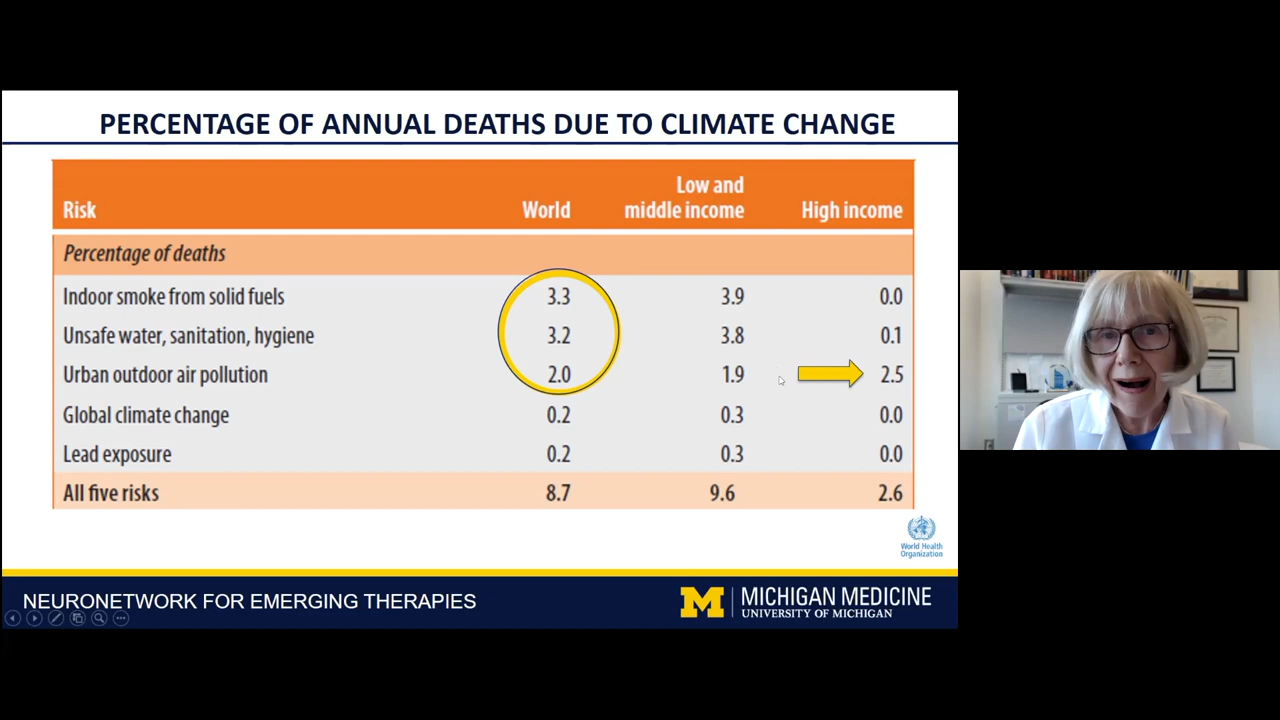 PERCENTAGE OF ANNUAL DEATHS DUE TO CLIMATE CHANGE
Risk World Low and middle income High income
Percentage of deaths
Indoor smoke from solid fuels 3.3 3.9 0.0
Unsafe water, sanitation, hygiene 3.2 3.8 0.1
Urban outdoor air pollution 2.0 1.9 2.5
Global climate change 0.2 0.3 0.0
Lead exposure 0.2 0.3 0.0
All five risks 8.7 9.6 2.6
World Health
Organization
NEURONETWORK FOR EMERGING THERAPIES
M MICHIGAN MEDICINE
UNIVERSITY OF MICHIGAN